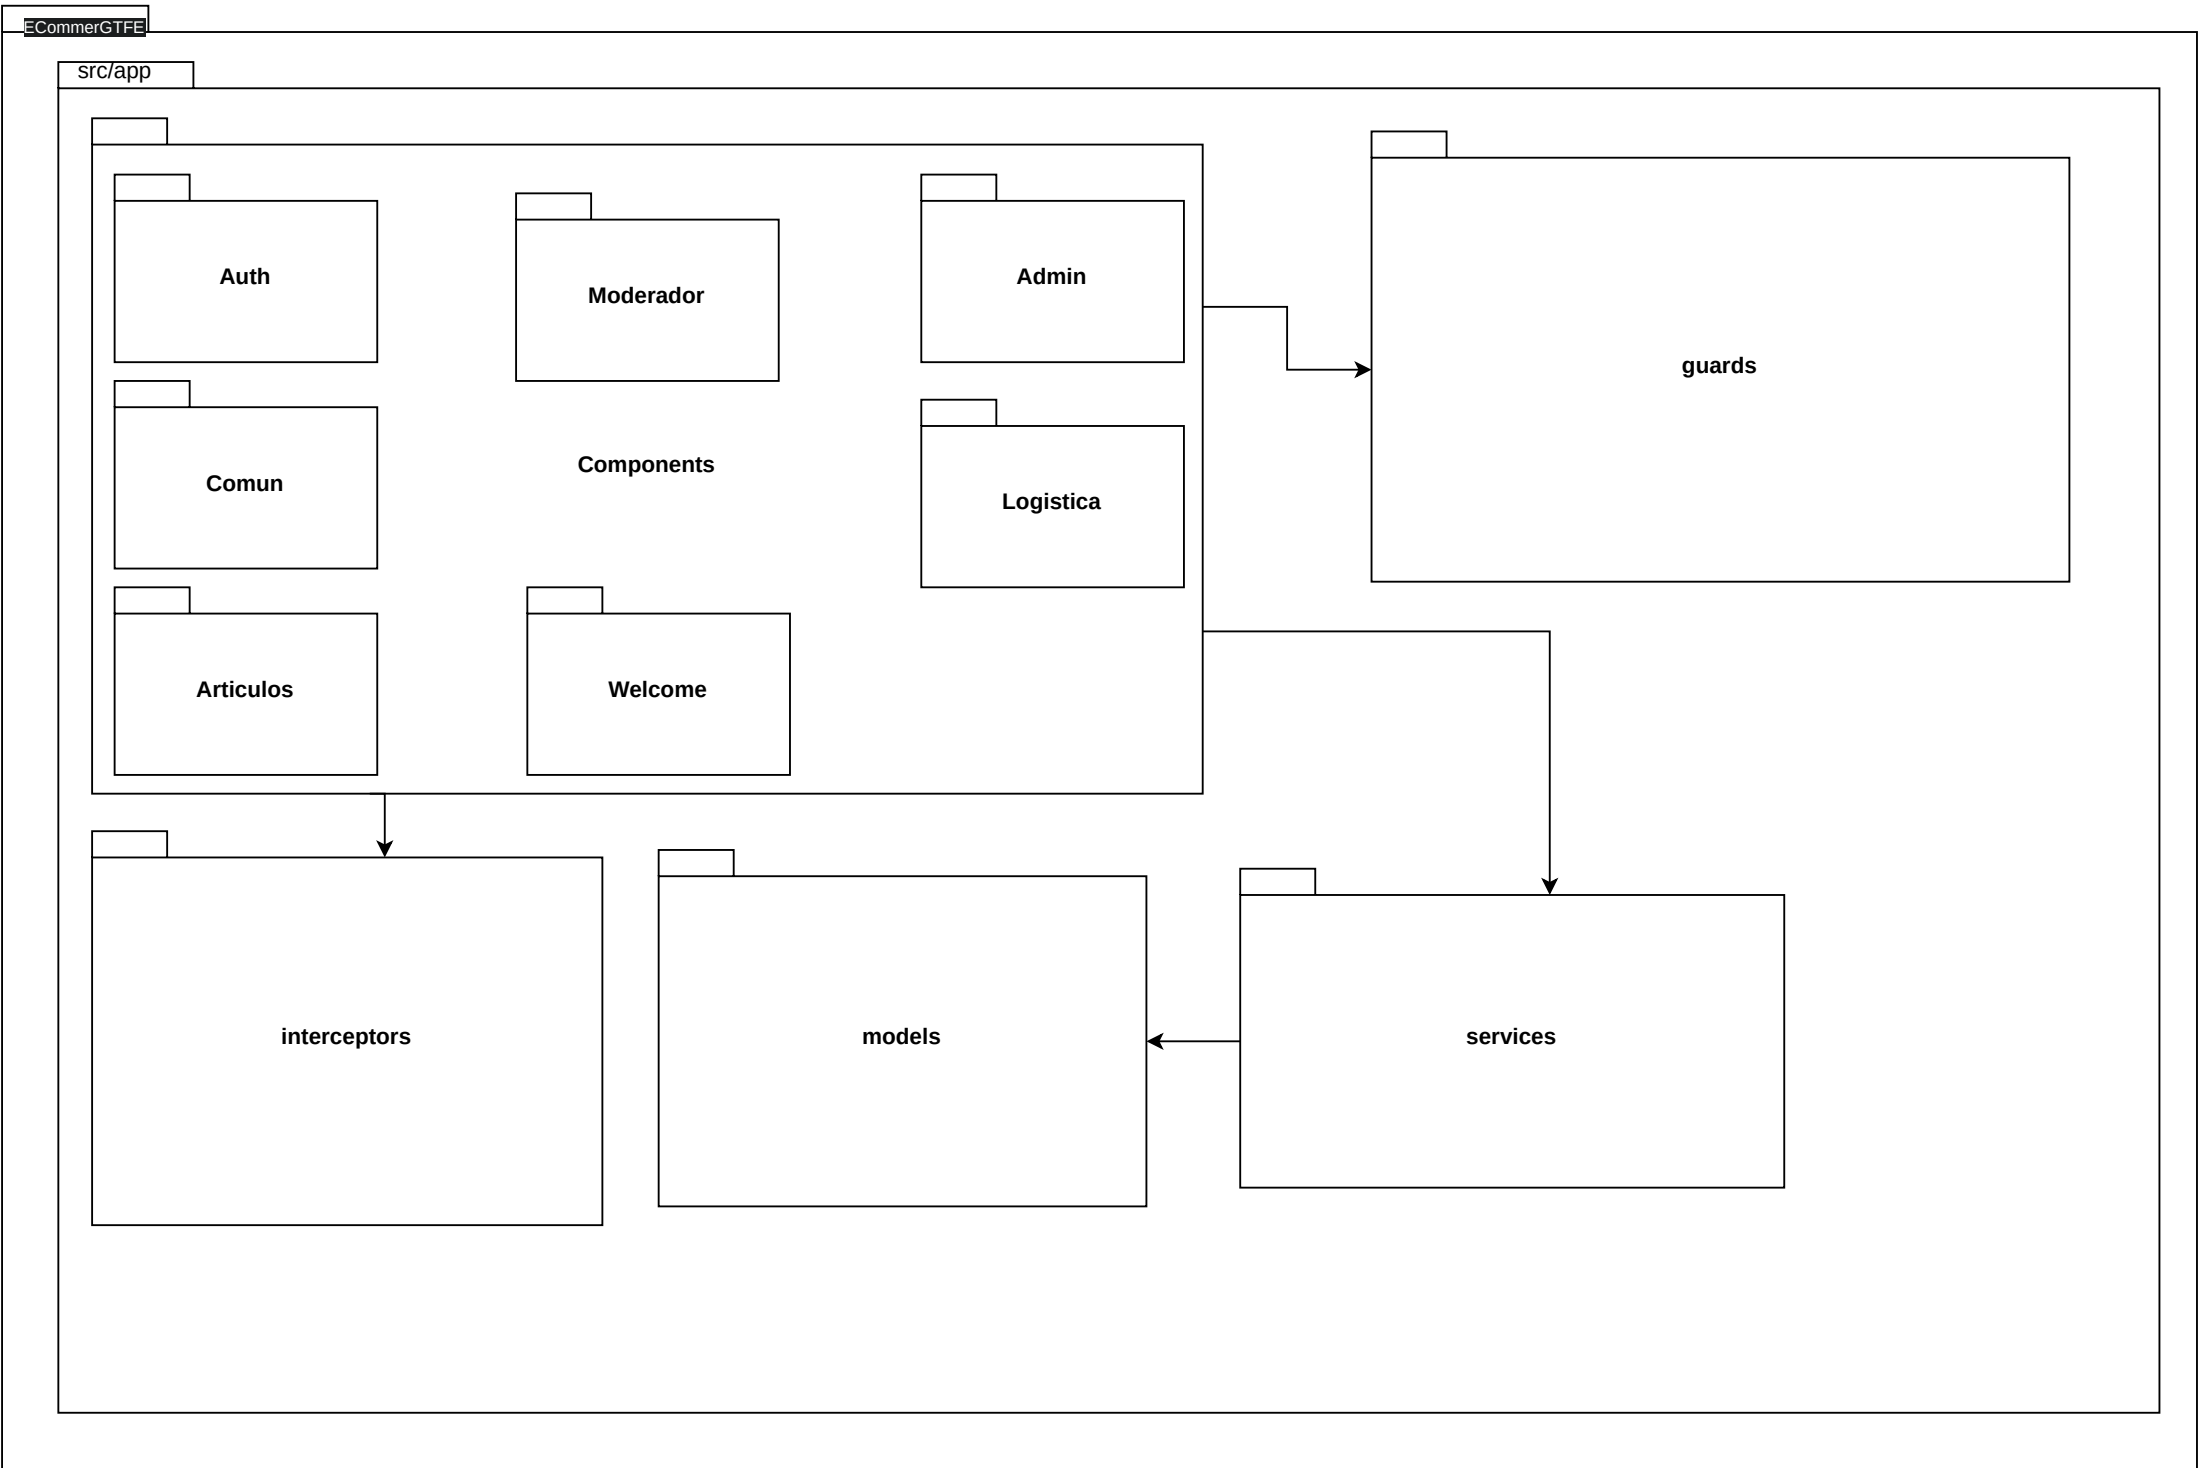 ECommerGTFE
src/app
Auth
Moderador
Admin
guards
Comun
Components
Logistica
Articulos
Welcome
interceptors
models
services